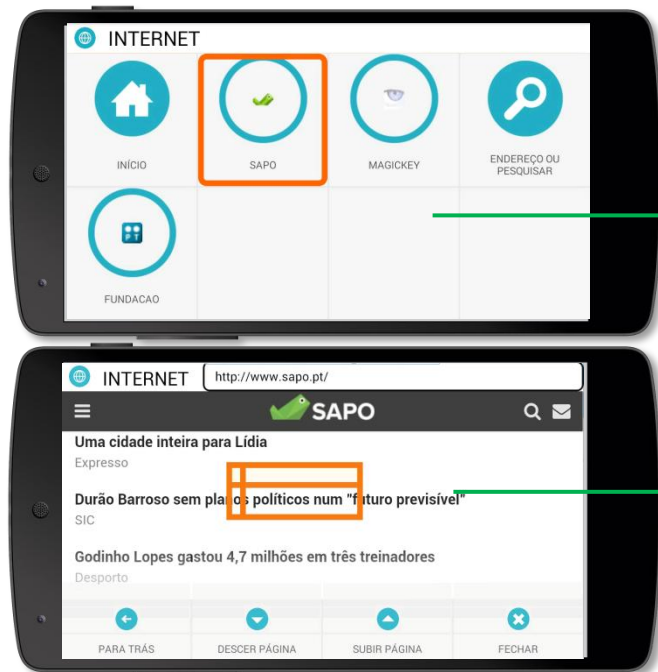 INTERNET
INÍCIO
SAPO
MAGICKEY
ENDEREÇO OU
PESQUISAR
PT
FUNDACAO
INTERNET
http://www.sapo.pt/
SAPO
Uma cidade inteira para Lídia
Expresso
Durão Barroso sem planos políticos num "futuro previsível"
SIC
Godinho Lopes gastou 4,7 milhões em três treinadores
Desporto
PARA TRÁS
DESCER PÁGINA
SUBIR PÁGINA
FECHAR